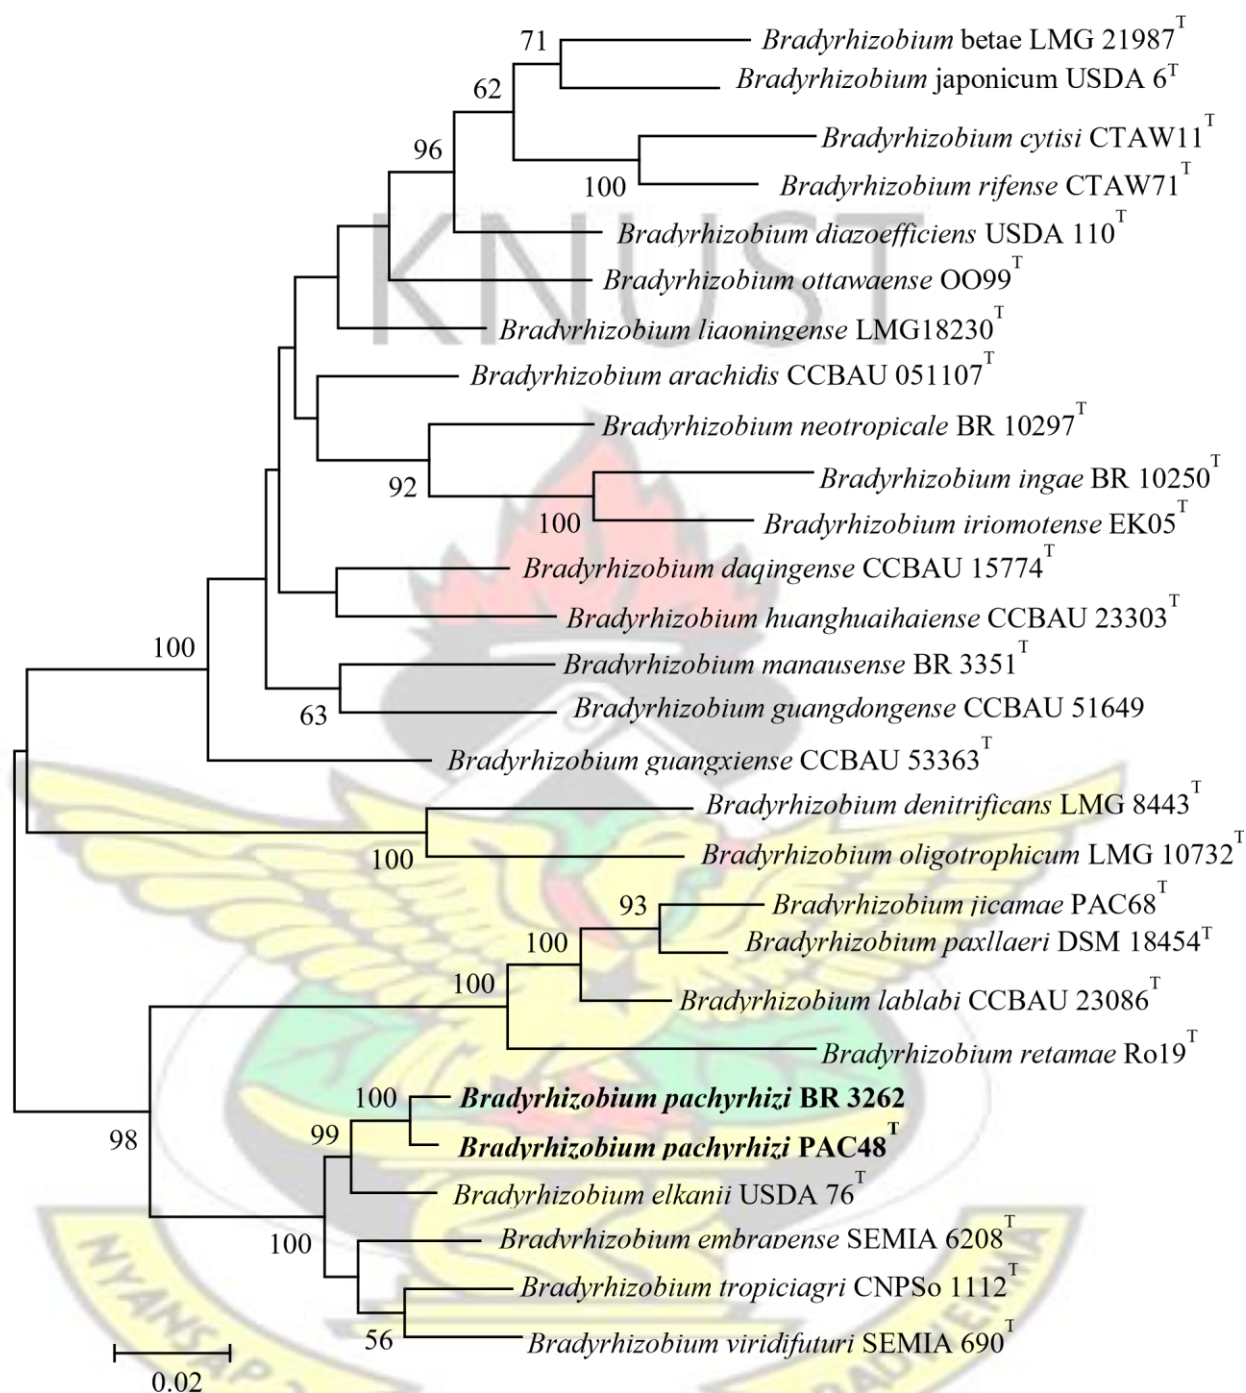 71
Bradyrhizobium betae LMG 21987T
Bradyrhizobium japonicum USDA 6T
62
Bradyrhizobium cytisi CTAW11T
96
100
Bradyrhizobium rifense CTAW71T
KNUST
Bradyrhizobium diazoefficiens USDA 110T
Bradyrhizobium ottawaense OO99T
Bradyrhizobium liaoningense LMG18230T
Bradyrhizobium arachidis CCBAU 051107T
Bradyrhizobium neotropicale BR 10297T
92
Bradyrhizobium ingae BR 10250T
100
Bradyrhizobium iriomotense EK05T
Bradyrhizobium daqingense CCBAU 15774T
Bradyrhizobium huanghuaihaiense CCBAU 23303T
100
Bradyrhizobium manausense BR 3351T
63
Bradyrhizobium guangdongense CCBAU 51649
Bradyrhizobium guangxiense CCBAU 53363T
Bradyrhizobium denitrificans LMG 8443T
100
Bradyrhizobium oligotrophicum LMG 10732T
93
Bradyrhizobium jicamae PAC68T
100
Bradyrhizobium paxllaeri DSM 18454T
100
Bradyrhizobium lablabi CCBAU 23086T
Bradyrhizobium retamae Ro19T
100
Bradyrhizobium pachyrhizi BR 3262
98
99
Bradyrhizobium pachyrhizi PAC48T
Bradyrhizobium elkanii USDA 76T
100
Bradyrhizobium embrapense SEMIA 6208T
Bradyrhizobium tropiciagri CNPSo 1112T
56
Bradyrhizobium viridifuturi SEMIA 690T
0.02